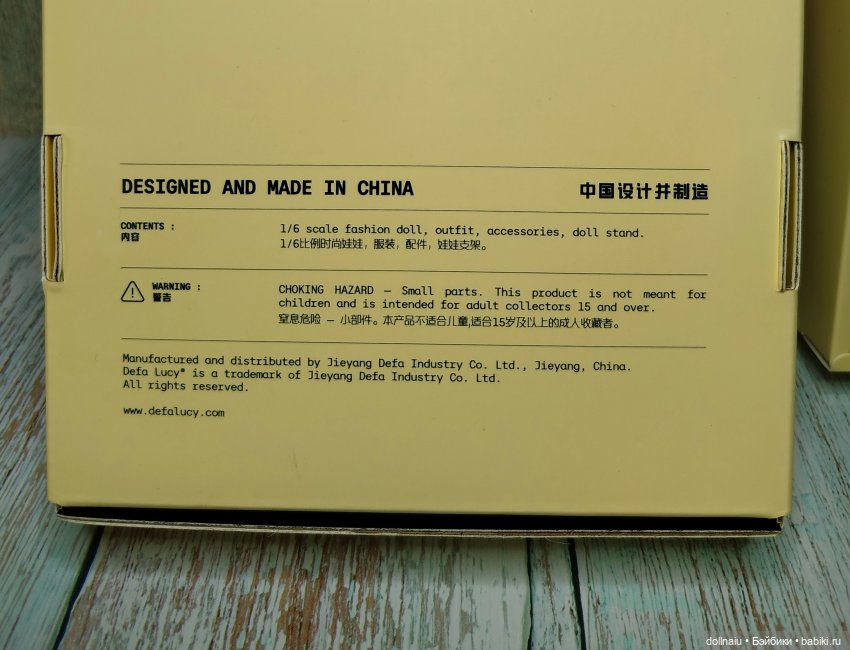 DESIGNED AND MADE IN CHINA
中国设计并制造
CONTENTS :
内容
1/6 scale fashion doll, outfit, accessories, doll stand.
1/6比例时尚娃娃, 服装, 配件, 娃娃支架。
WARNING :
警告
CHOKING HAZARD — Small parts. This product is not meant for
children and is intended for adult collectors 15 and over.
窒息危险 — 小部件。本产品不适合儿童,适合15岁及以上的成人收藏者。
Manufactured and distributed by Jieyang Defa Industry Co. Ltd., Jieyang, China.
Defa Lucy® is a trademark of Jieyang Defa Industry Co. Ltd.
All rights reserved.
www.defalucy.com
dollnaiu • Бэйбики • babiki.ru